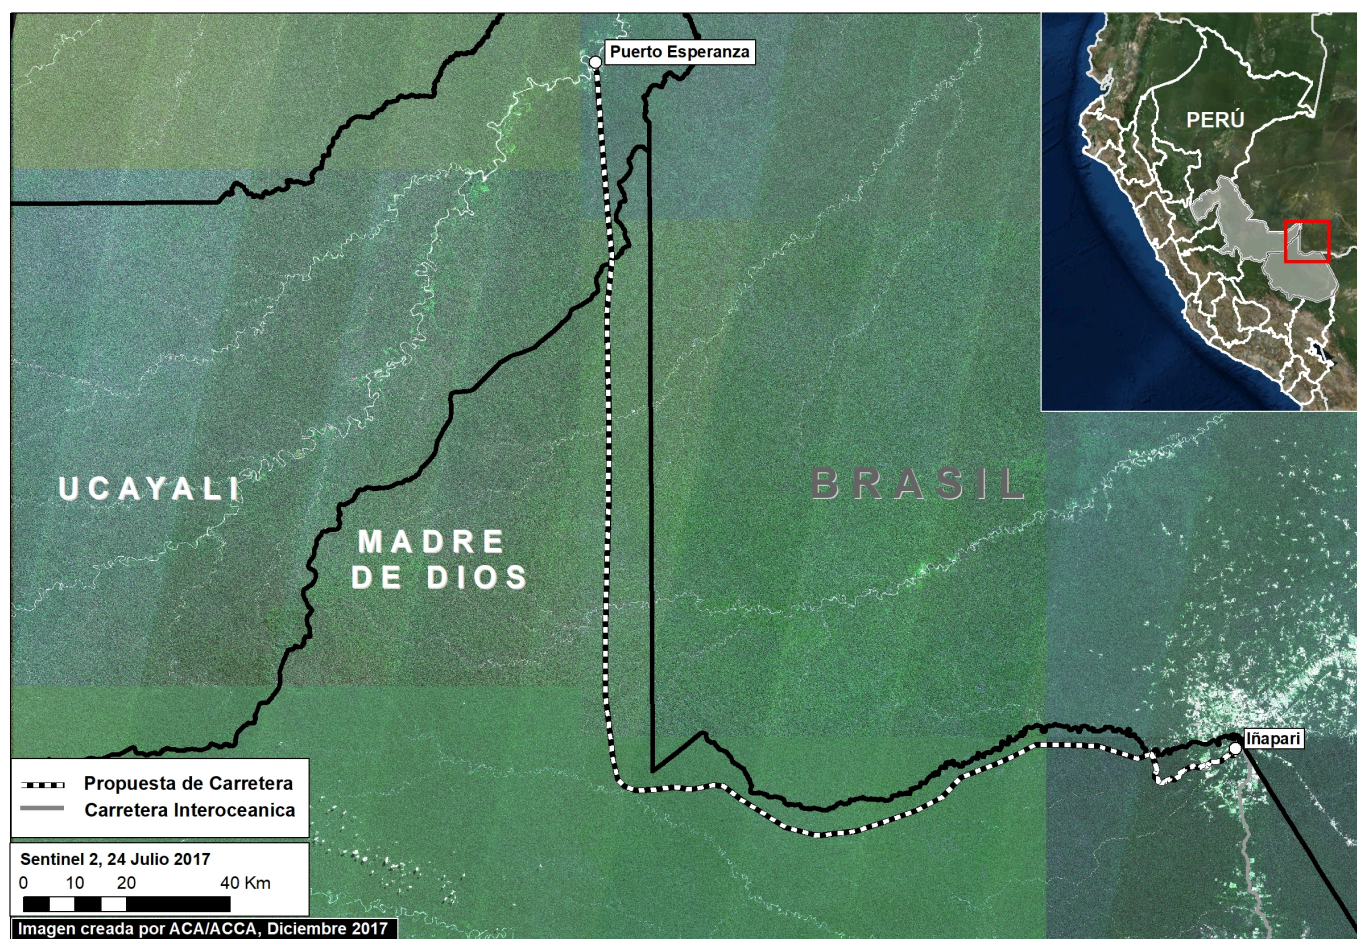 Puerto Esperanza
PERÚ
UCAYALI
BRASIL
MADRE
DE DIOS
Iñapari
Propuesta de Carretera
Carretera Interoceanica
Sentinel 2, 24 Julio 2017
0 10 20 40 Km
Imagen creada por ACA/ACCA, Diciembre 2017